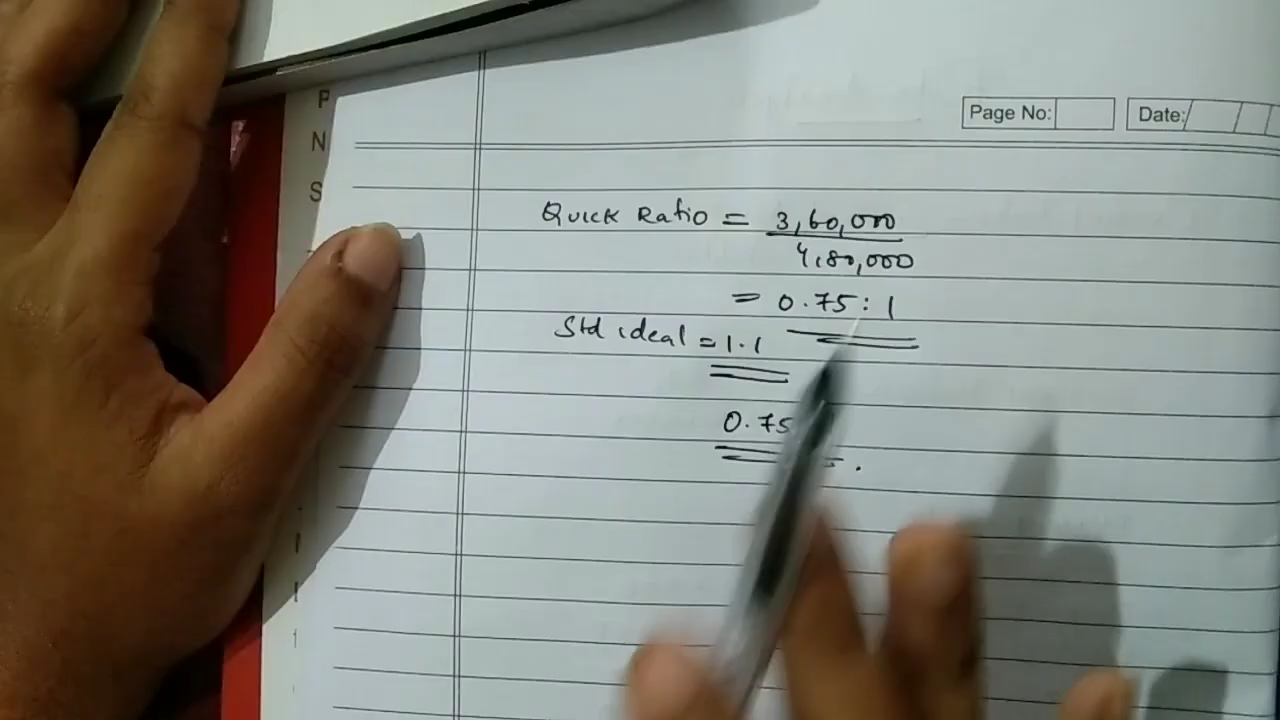 P
N
S
Page No:
Date:
Quick Ratio = 3,60,000
4,80,000
= 0.75 : 1
Std ideal = 1.1
0.75